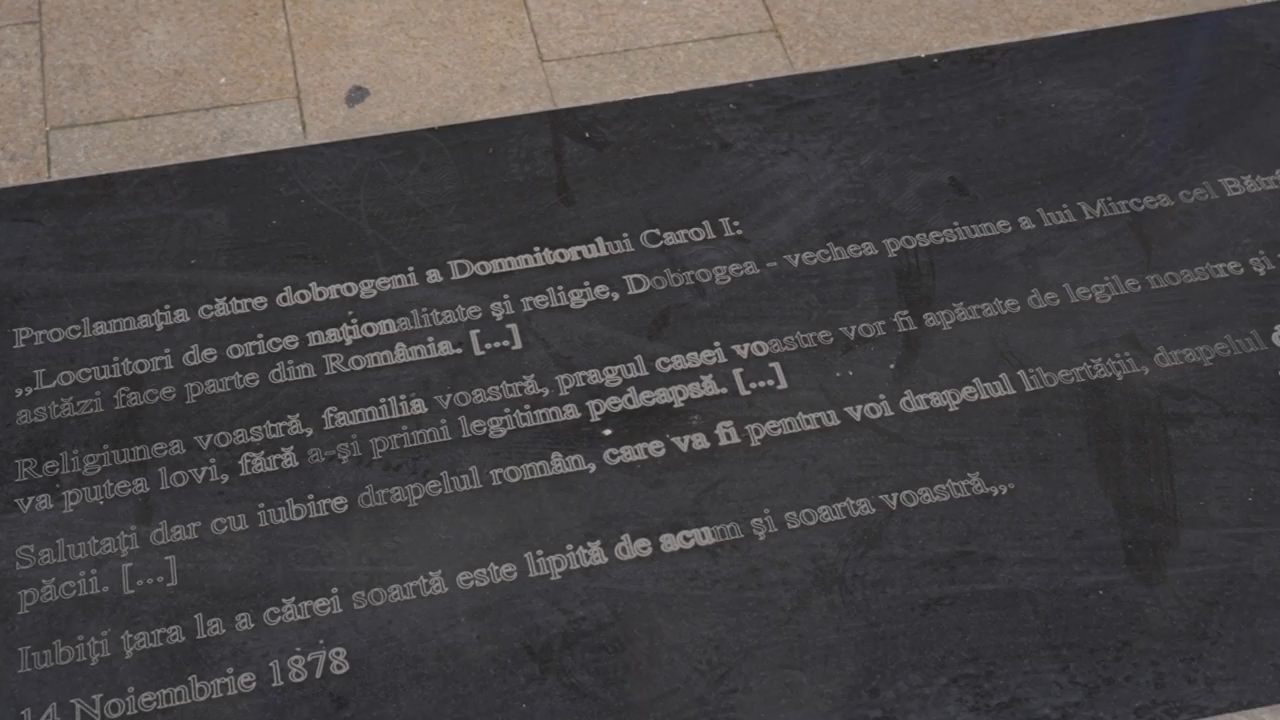 Proclamaţia către dobrogeni a Domnitorului Carol I:
„Locuitori de orice naţionalitate şi religie, Dobrogea - vechea posesiune a lui Mircea cel
astăzi face parte din România. [...]
Religiunea voastră, familia voastră, pragul casei voastre vor fi apărate de legile noastre şi
va putea lovi, fără a-şi primi legitima pedeapsă. [...]
Salutaţi dar cu iubire drapelul român, care va fi pentru voi drapelul libertăţii, drapelul
păcii. [...]
Iubiţi ţara la a cărei soartă este lipită de acum şi soarta voastră„.
14 Noiembrie 1878